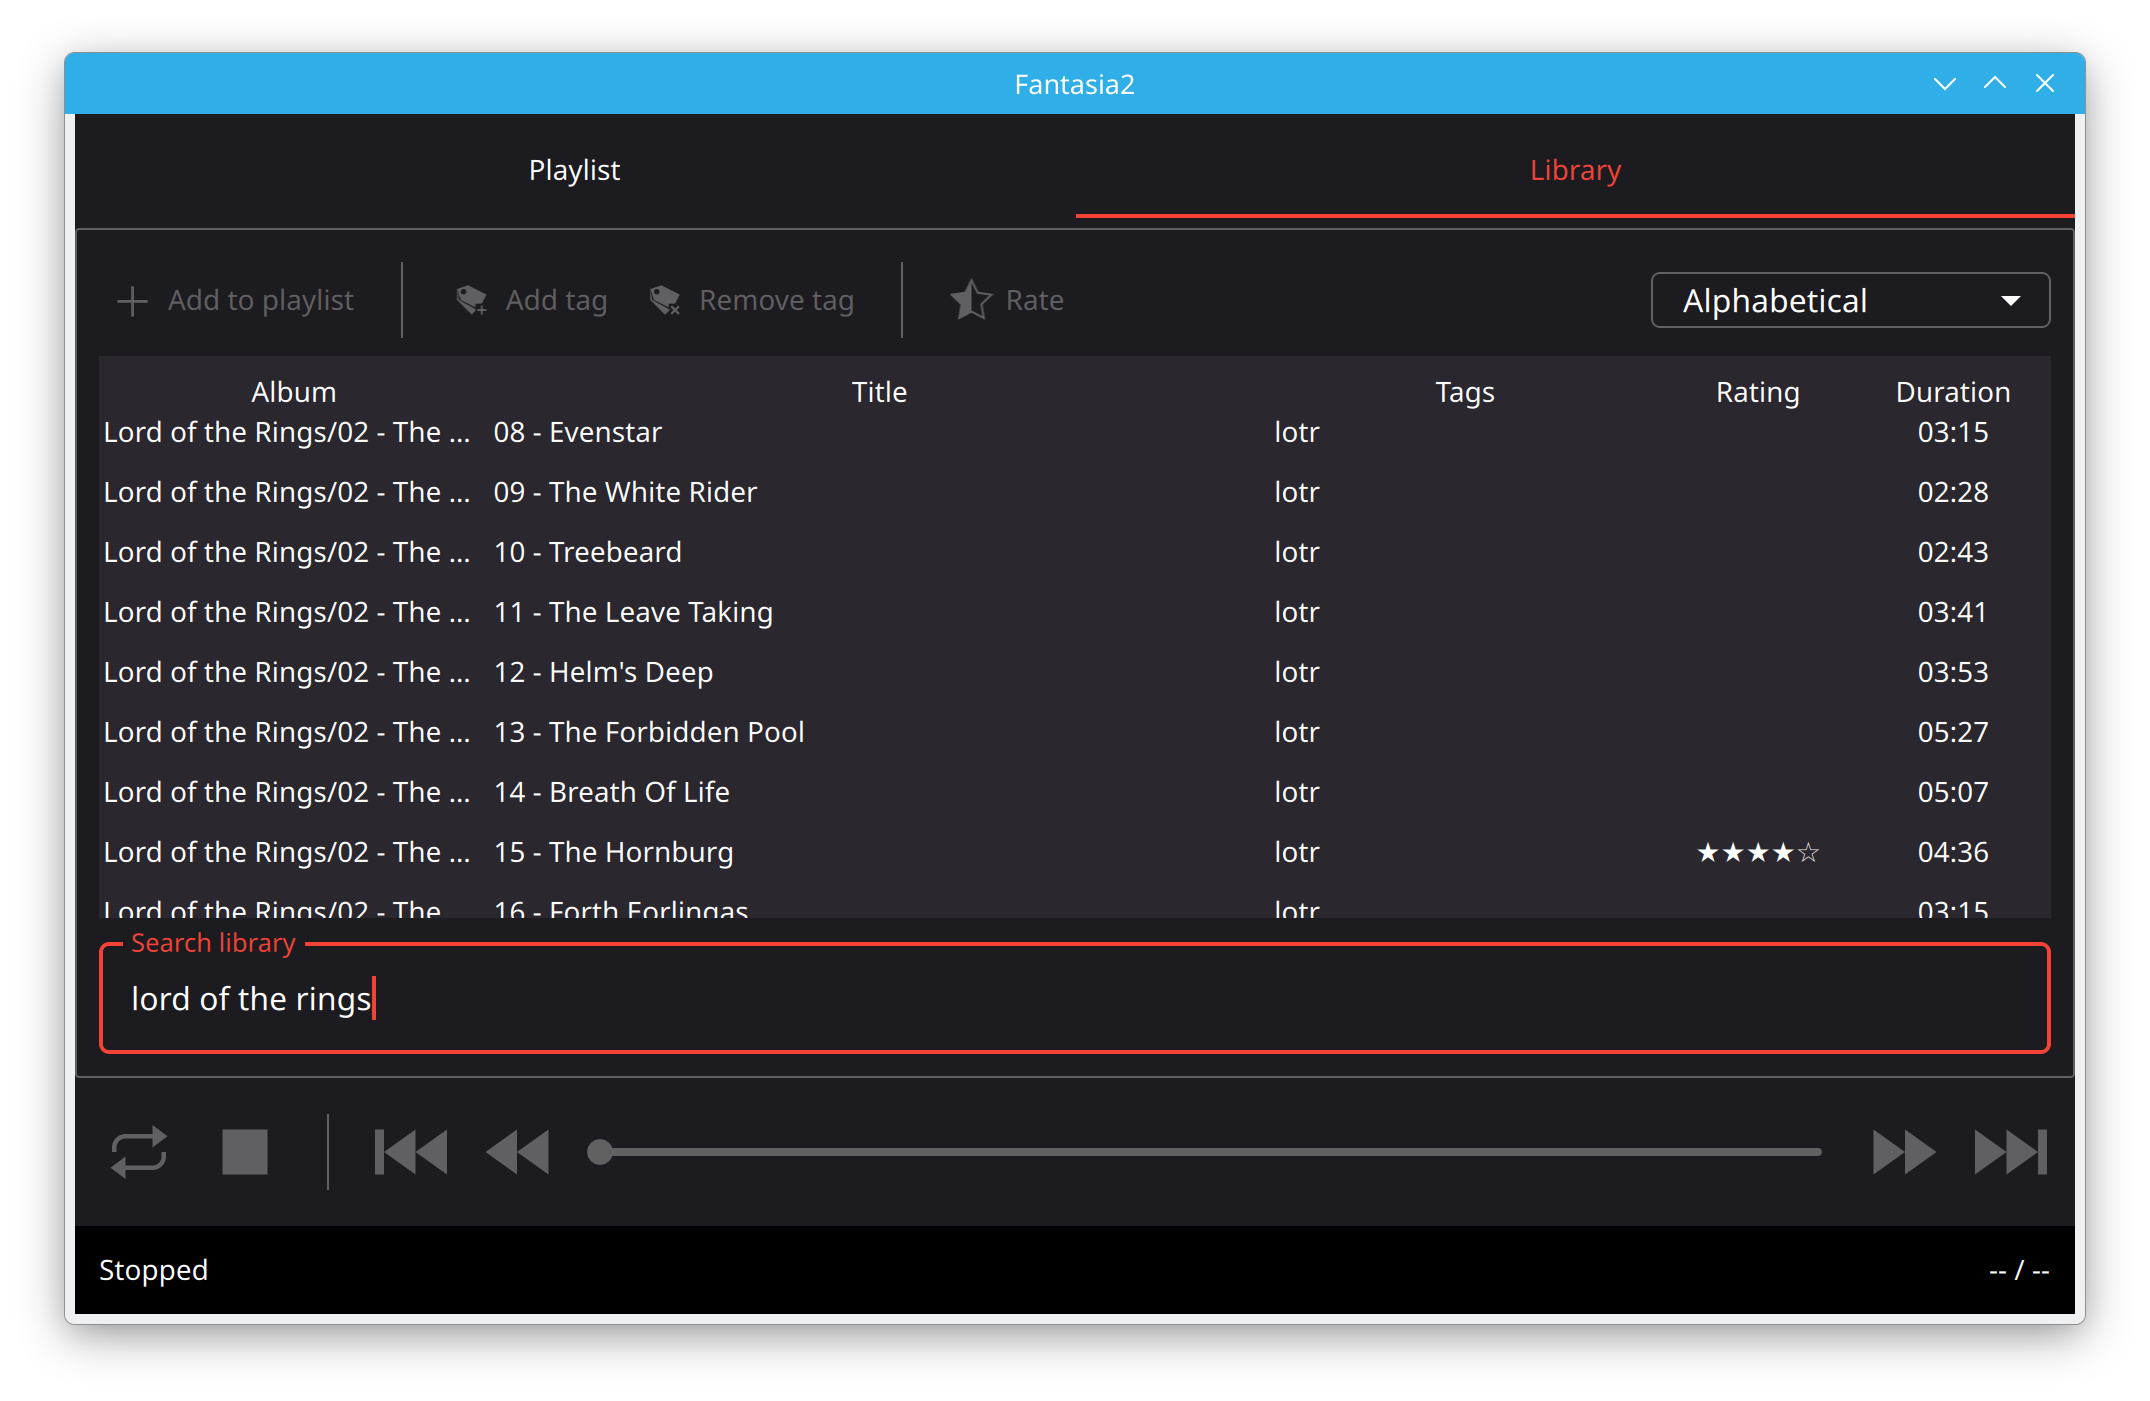 Fantasia2
Playlist Library
Add to playlist Add tag Remove tag Rate Alphabetical
Album Title Tags Rating Duration
Lord of the Rings/02 - The ... 08 - Evenstar lotr 03:15
Lord of the Rings/02 - The ... 09 - The White Rider lotr 02:28
Lord of the Rings/02 - The ... 10 - Treebeard lotr 02:43
Lord of the Rings/02 - The ... 11 - The Leave Taking lotr 03:41
Lord of the Rings/02 - The ... 12 - Helm's Deep lotr 03:53
Lord of the Rings/02 - The ... 13 - The Forbidden Pool lotr 05:27
Lord of the Rings/02 - The ... 14 - Breath Of Life lotr 05:07
Lord of the Rings/02 - The ... 15 - The Hornburg lotr ★★★★☆ 04:36
Lord of the Rings/02 - The 16 - Forth Eorlingas lotr 03:15
Search library
lord of the rings
Stopped -- / --